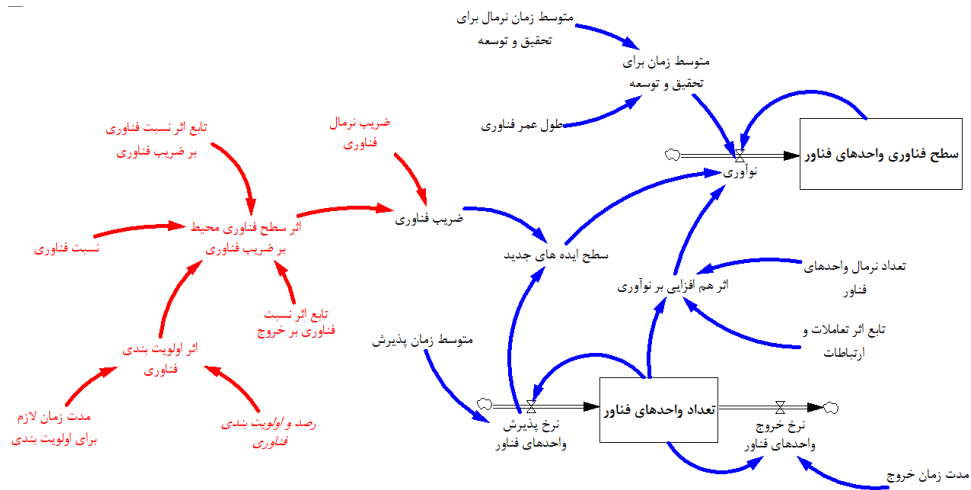 متوسط زمان نرمال برای
تحقیق و توسعه
متوسط زمان برای
تحقیق و توسعه
طول عمر فناوری
سطح فناوری واحدهای فناور
نوآوری
ضریب نرمال
فناوری
تابع اثر نسبت فناوری
بر ضریب فناوری
ضریب فناوری
اثر سطح فناوری محیط
بر ضریب فناوری
نسبت فناوری
سطح ایده های جدید
تعداد نرمال واحدهای
فناور
اثر هم افزایی بر نوآوری
تابع اثر نسبت
فناوری بر خروج
تابع اثر تعاملات و
ارتباطات
متوسط زمان پذیرش
اثر اولویت بندی
فناوری
تعداد واحدهای فناور
نرخ پذیرش
واحدهای فناور
نرخ خروج
واحدهای فناور
مدت زمان لازم
برای اولویت بندی
رصد و اولویت بندی
فناوری
مدت زمان خروج